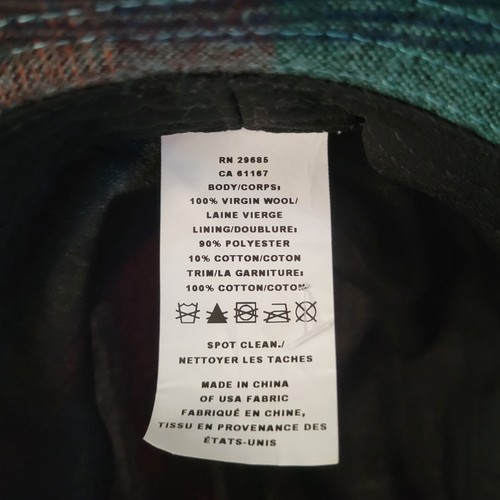 RN 29685
CA 61167
BODY/CORPS:
100% VIRGIN WOOL/
LAINE VIERGE
LINING/DOUBLURE:
90% POLYESTER
10% COTTON/COTON
TRIM/LA GARNITURE:
100% COTTON/COTON
SPOT CLEAN./
NETTOYER LES TACHES
MADE IN CHINA
OF USA FABRIC
FABRIQUÉ EN CHINE,
TISSU EN PROVENANCE DES
ÉTATS-UNIS